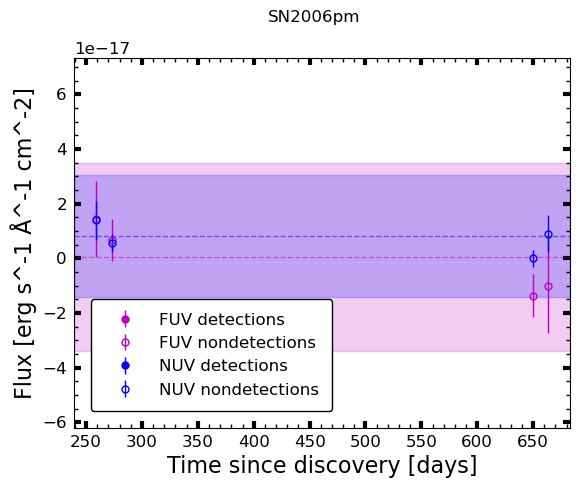 SN2006pm
1e−17
6
4
2
0
−2
−4
−6
Flux [erg s^-1 Å^-1 cm^-2]
FUV detections
FUV nondetections
NUV detections
NUV nondetections
250 300 350 400 450 500 550 600 650
Time since discovery [days]